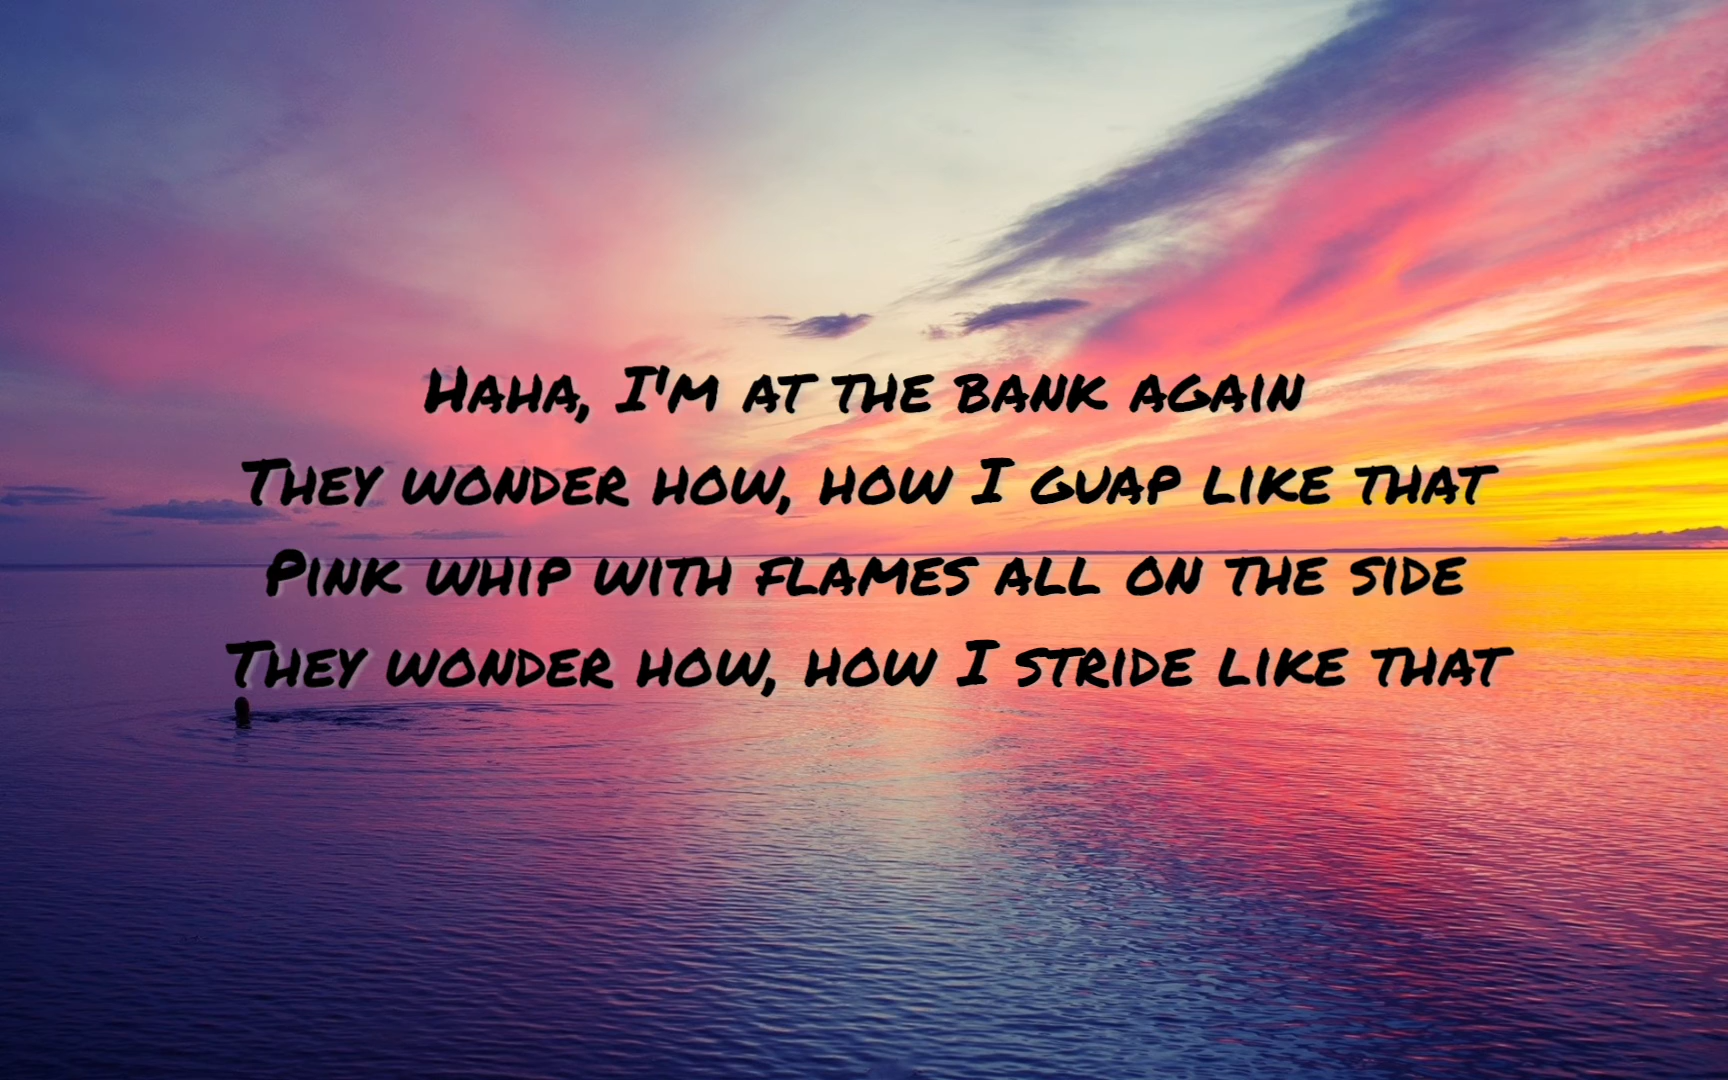 Haha, I'm at the bank again
They wonder how, how I guap like that
Pink whip with flames all on the side
They wonder how, how I stride like that